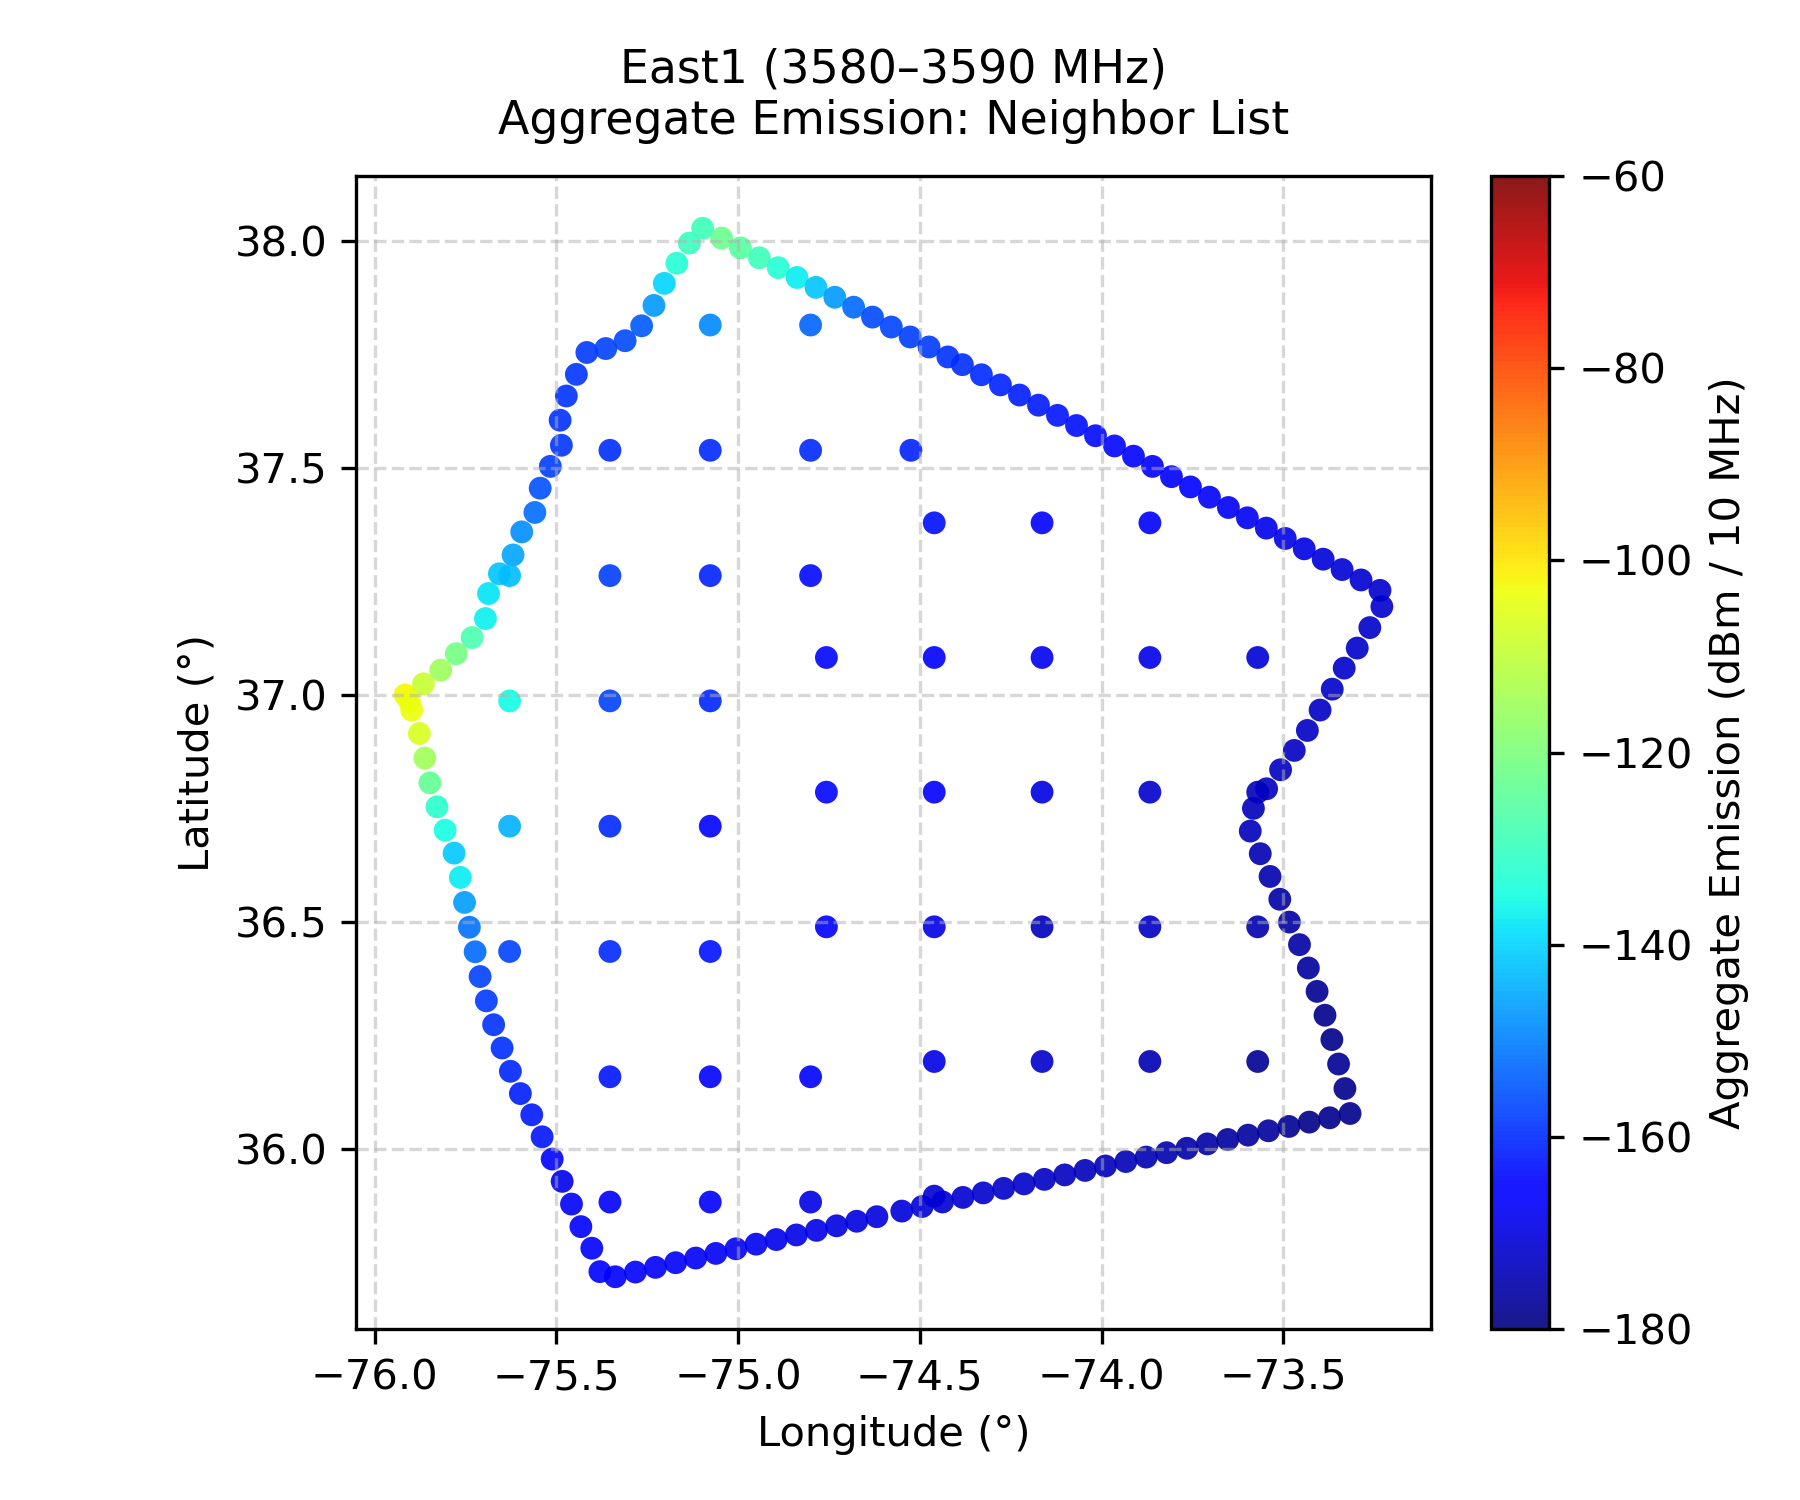 East1 (3580–3590 MHz)
Aggregate Emission: Neighbor List
38.0
37.5
37.0
36.5
36.0
Latitude (°)
−76.0 −75.5 −75.0 −74.5 −74.0 −73.5
Longitude (°)
−60
−80
−100
−120
−140
−160
−180
Aggregate Emission (dBm / 10 MHz)